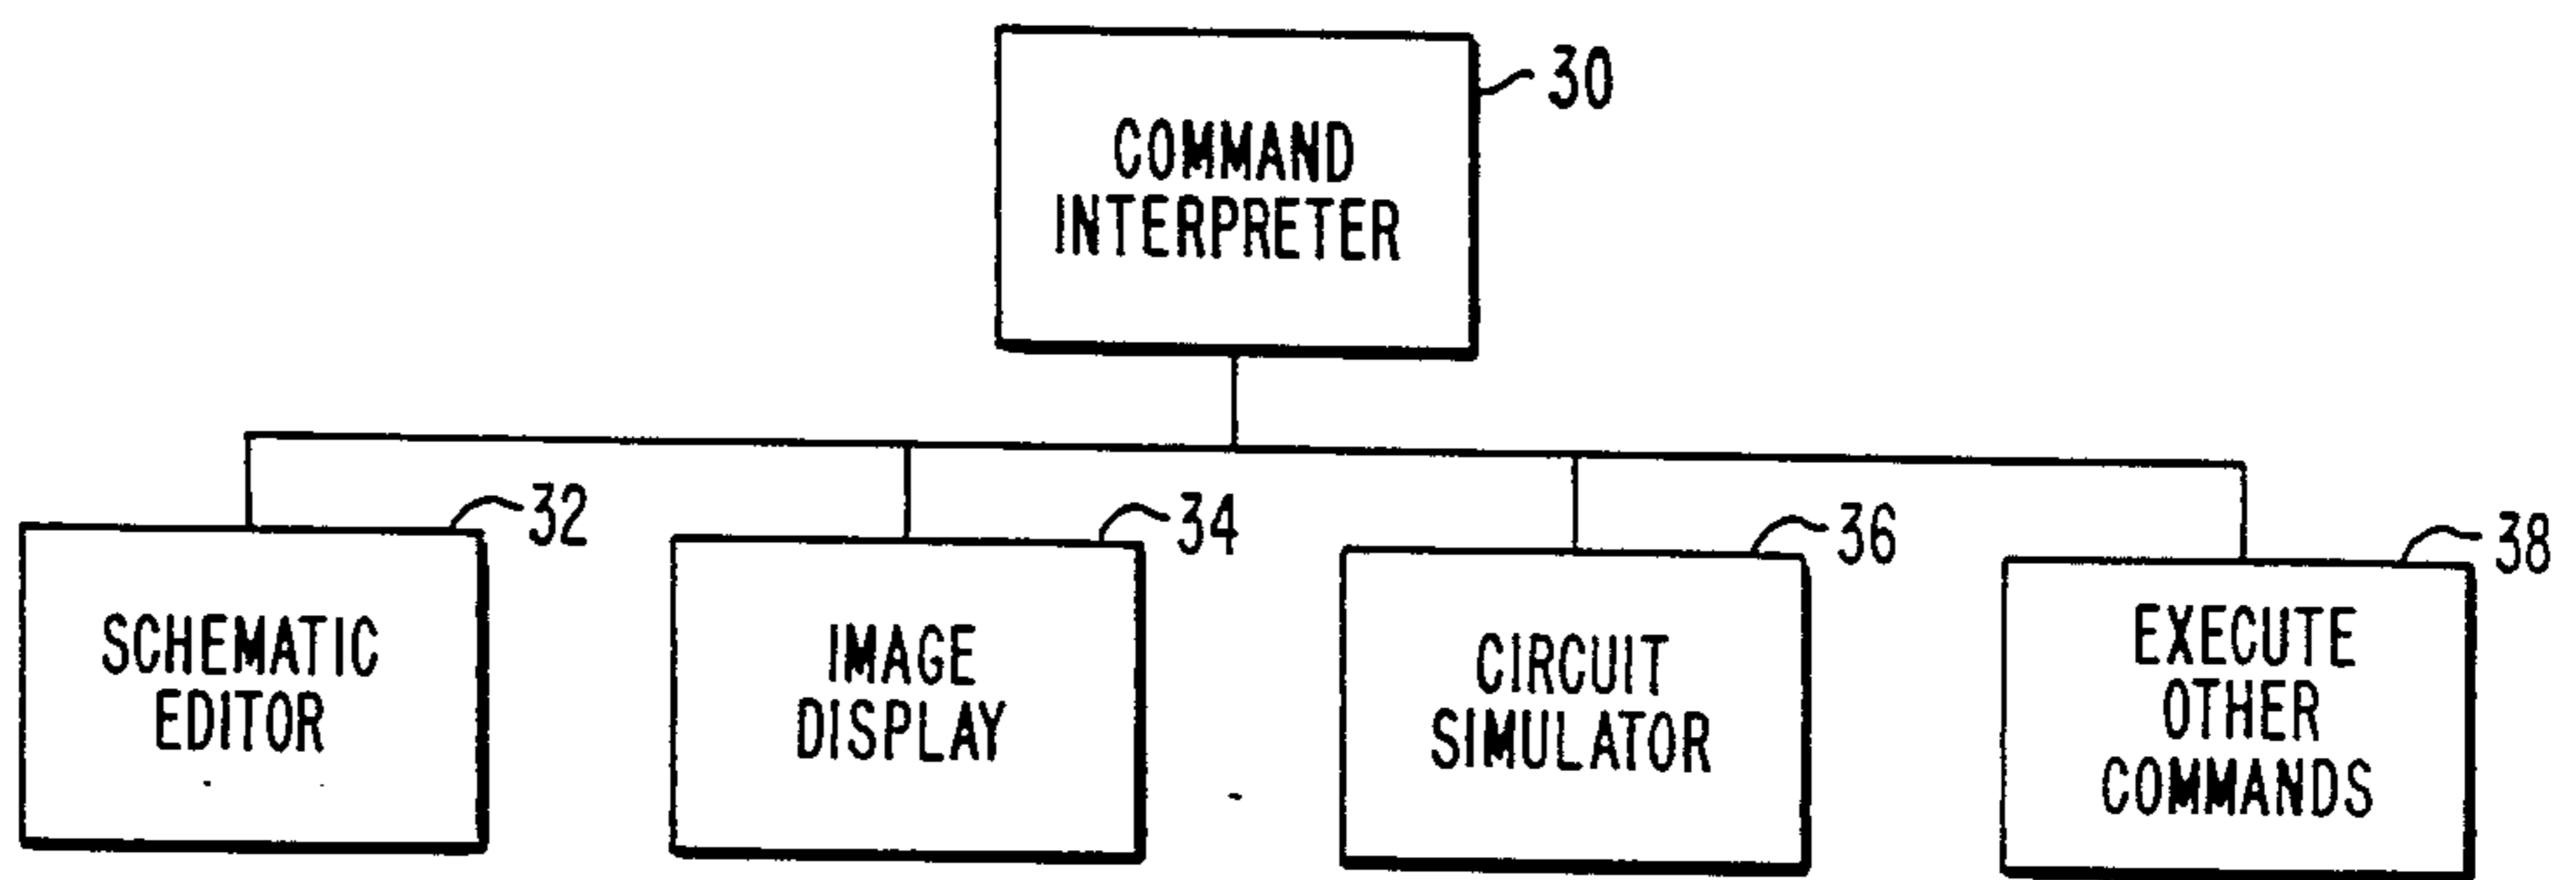 COMMAND
INTERPRETER
30
SCHEMATIC
EDITOR
32
IMAGE
DISPLAY
34
CIRCUIT
SIMULATOR
36
EXECUTE
OTHER
COMMANDS
38